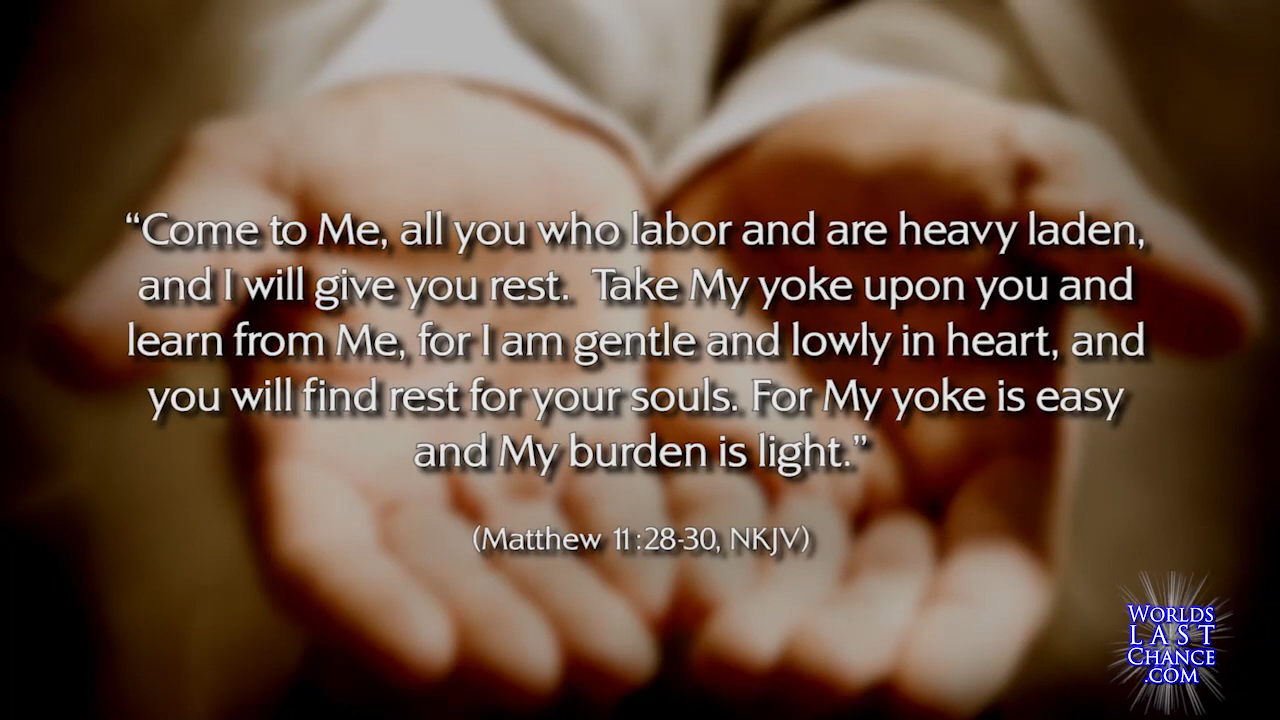 “Come to Me, all you who labor and are heavy laden,
and I will give you rest.  Take My yoke upon you and
learn from Me, for I am gentle and lowly in heart, and
you will find rest for your souls. For My yoke is easy
and My burden is light.”
(Matthew 11:28-30, NKJV)
WORLDS
LAST
CHANCE
.COM